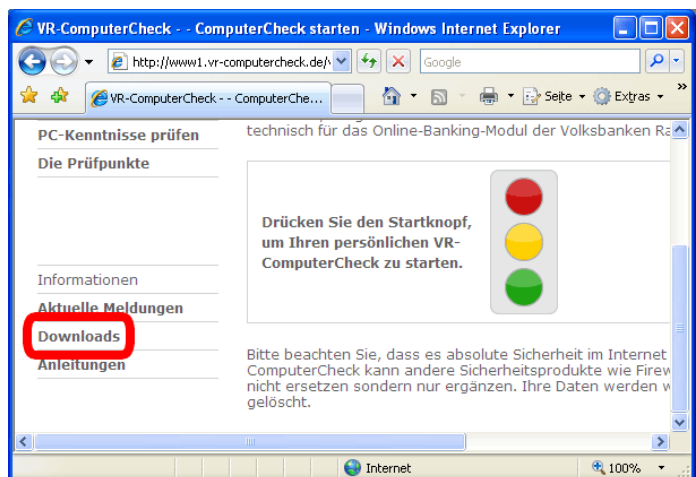 VR-ComputerCheck - - ComputerCheck starten - Windows Internet Explorer
http://www1.vr-computercheck.de/
Google
VR-ComputerCheck - - ComputerChe...
Seite
Extras
»
PC-Kenntnisse prüfen
technisch für das Online-Banking-Modul der Volksbanken Ra
Die Prüfpunkte
Drücken Sie den Startknopf,
um Ihren persönlichen VR-
ComputerCheck zu starten.
Informationen
Aktuelle Meldungen
Downloads
Anleitungen
Bitte beachten Sie, dass es absolute Sicherheit im Internet
ComputerCheck kann andere Sicherheitsprodukte wie Firew
nicht ersetzen sondern nur ergänzen. Ihre Daten werden
gelöscht.
Internet
100%